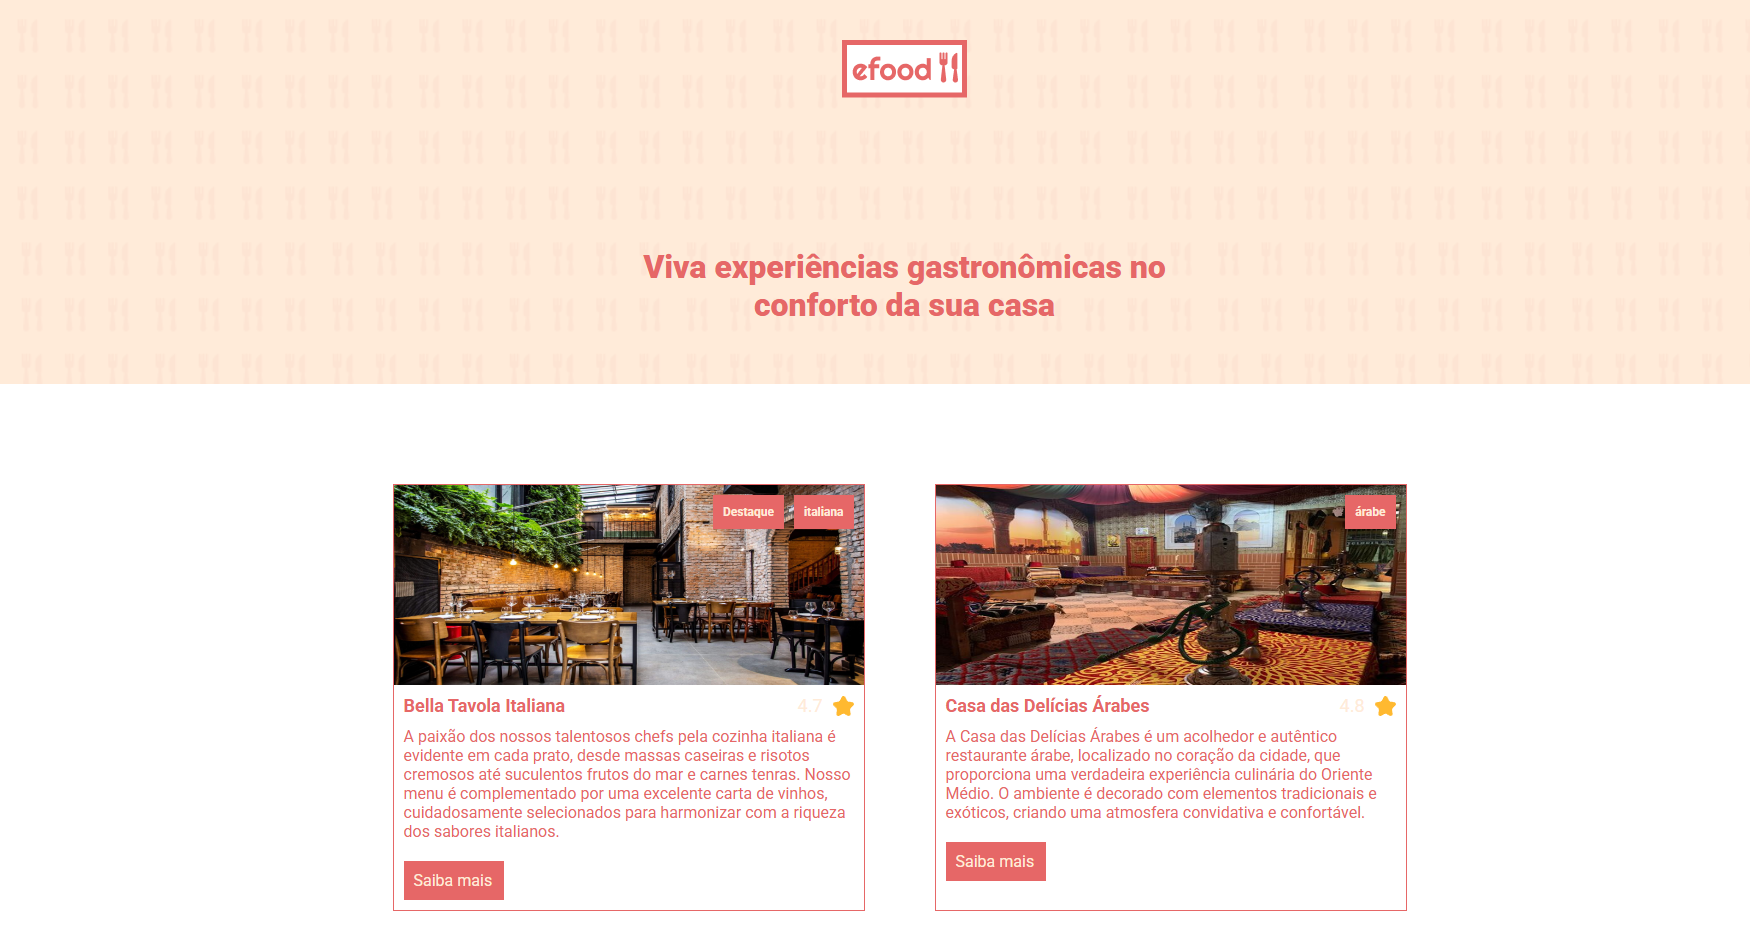 efood
Viva experiências gastronômicas no
conforto da sua casa
Destaque
italiana
Bella Tavola Italiana
4.7
A paixão dos nossos talentosos chefs pela cozinha italiana é
evidente em cada prato, desde massas caseiras e risotos
cremosos até suculentos frutos do mar e carnes tenras. Nosso
menu é complementado por uma excelente carta de vinhos,
cuidadosamente selecionados para harmonizar com a riqueza
dos sabores italianos.
Saiba mais
árabe
Casa das Delícias Árabes
4.8
A Casa das Delícias Árabes é um acolhedor e autêntico
restaurante árabe, localizado no coração da cidade, que
proporciona uma verdadeira experiência culinária do Oriente
Médio. O ambiente é decorado com elementos tradicionais e
exóticos, criando uma atmosfera convidativa e confortável.
Saiba mais